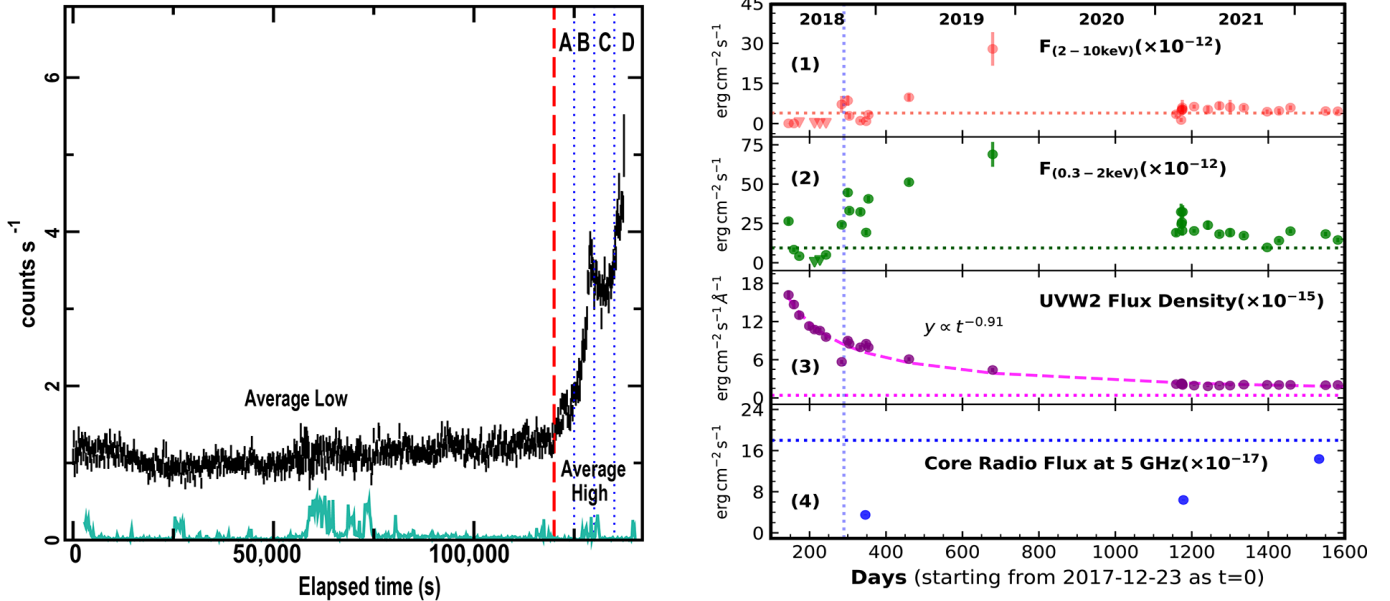 counts s -1
6
4
2
0
A B C D
Average Low
Average
High
0 50,000 100,000
Elapsed time (s)
2018 2019 2020 2021
45
30
15
0
erg cm−2 s−1
(1)
F(2−10keV)(×10−12)
75
50
25
0
erg cm−2 s−1
(2)
F(0.3−2keV)(×10−12)
18
12
6
0
erg cm−2 s−1 Å−1
(3)
UVW2 Flux Density(×10−15)
y ∝ t−0.91
24
16
8
0
erg cm−2 s−1
(4)
Core Radio Flux at 5 GHz(×10−17)
200 400 600 800 1000 1200 1400 1600
Days (starting from 2017-12-23 as t=0)